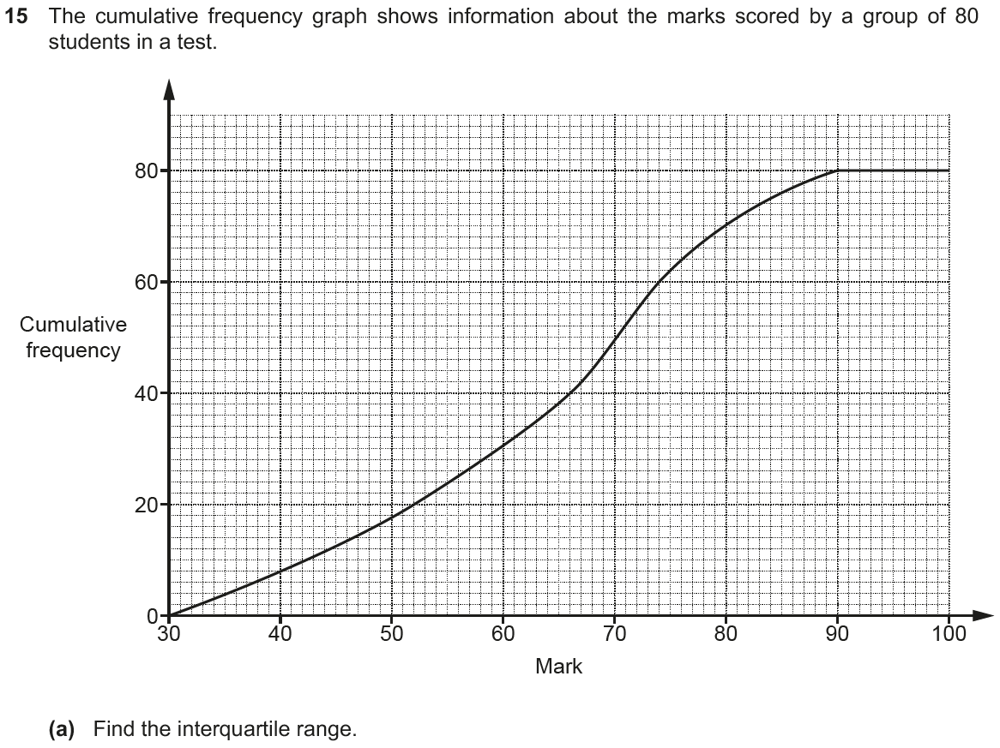 15 The cumulative frequency graph shows information about the marks scored by a group of 80
students in a test.
80
60
Cumulative
frequency
40
20
0
30 40 50 60 70 80 90 100
Mark
(a) Find the interquartile range.